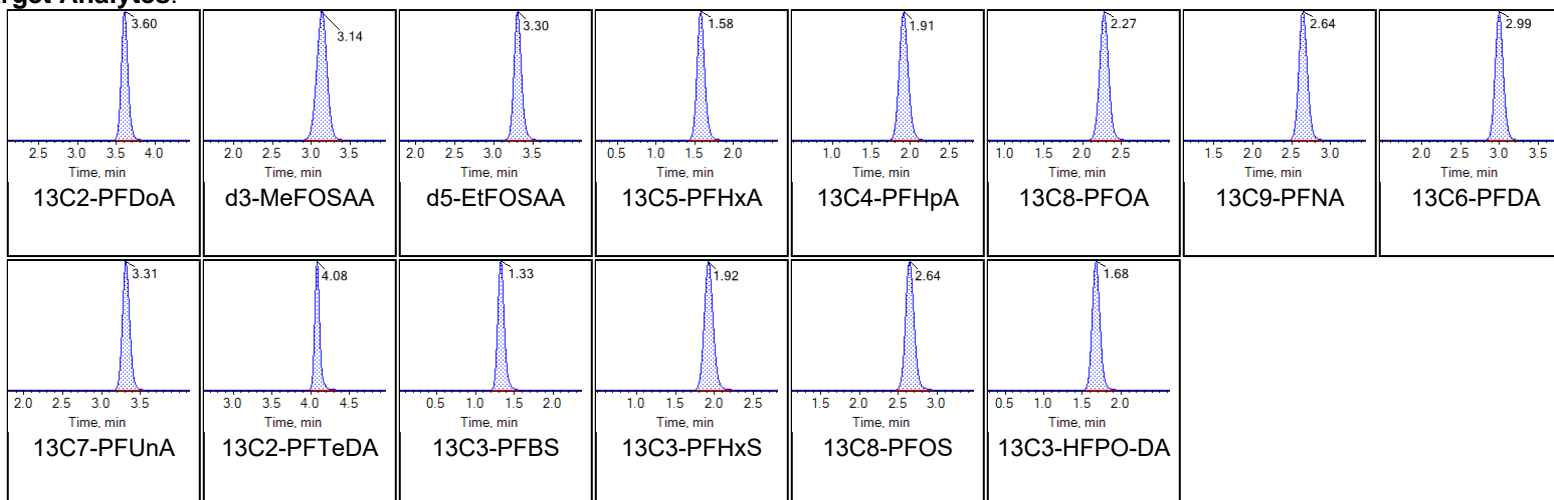 rget Analytes:
3.60 3.14 3.30 1.58 1.91 2.27 2.64 2.99
2.5 3.0 3.5 4.0 2.0 2.5 3.0 3.5 2.0 2.5 3.0 3.5 0.5 1.0 1.5 2.0 1.0 1.5 2.0 2.5 1.0 1.5 2.0 2.5 1.5 2.0 2.5 3.0 2.0 2.5 3.0 3.5
Time, min Time, min Time, min Time, min Time, min Time, min Time, min Time, min
13C2-PFDoA d3-MeFOSAA d5-EtFOSAA 13C5-PFHxA 13C4-PFHpA 13C8-PFOA 13C9-PFNA 13C6-PFDA
3.31 4.08 1.33 1.92 2.64 1.68
2.0 2.5 3.0 3.5 3.0 3.5 4.0 4.5 0.5 1.0 1.5 2.0 1.0 1.5 2.0 2.5 1.5 2.0 2.5 3.0 0.5 1.0 1.5 2.0
Time, min Time, min Time, min Time, min Time, min Time, min
13C7-PFUnA 13C2-PFTeDA 13C3-PFBS 13C3-PFHxS 13C8-PFOS 13C3-HFPO-DA